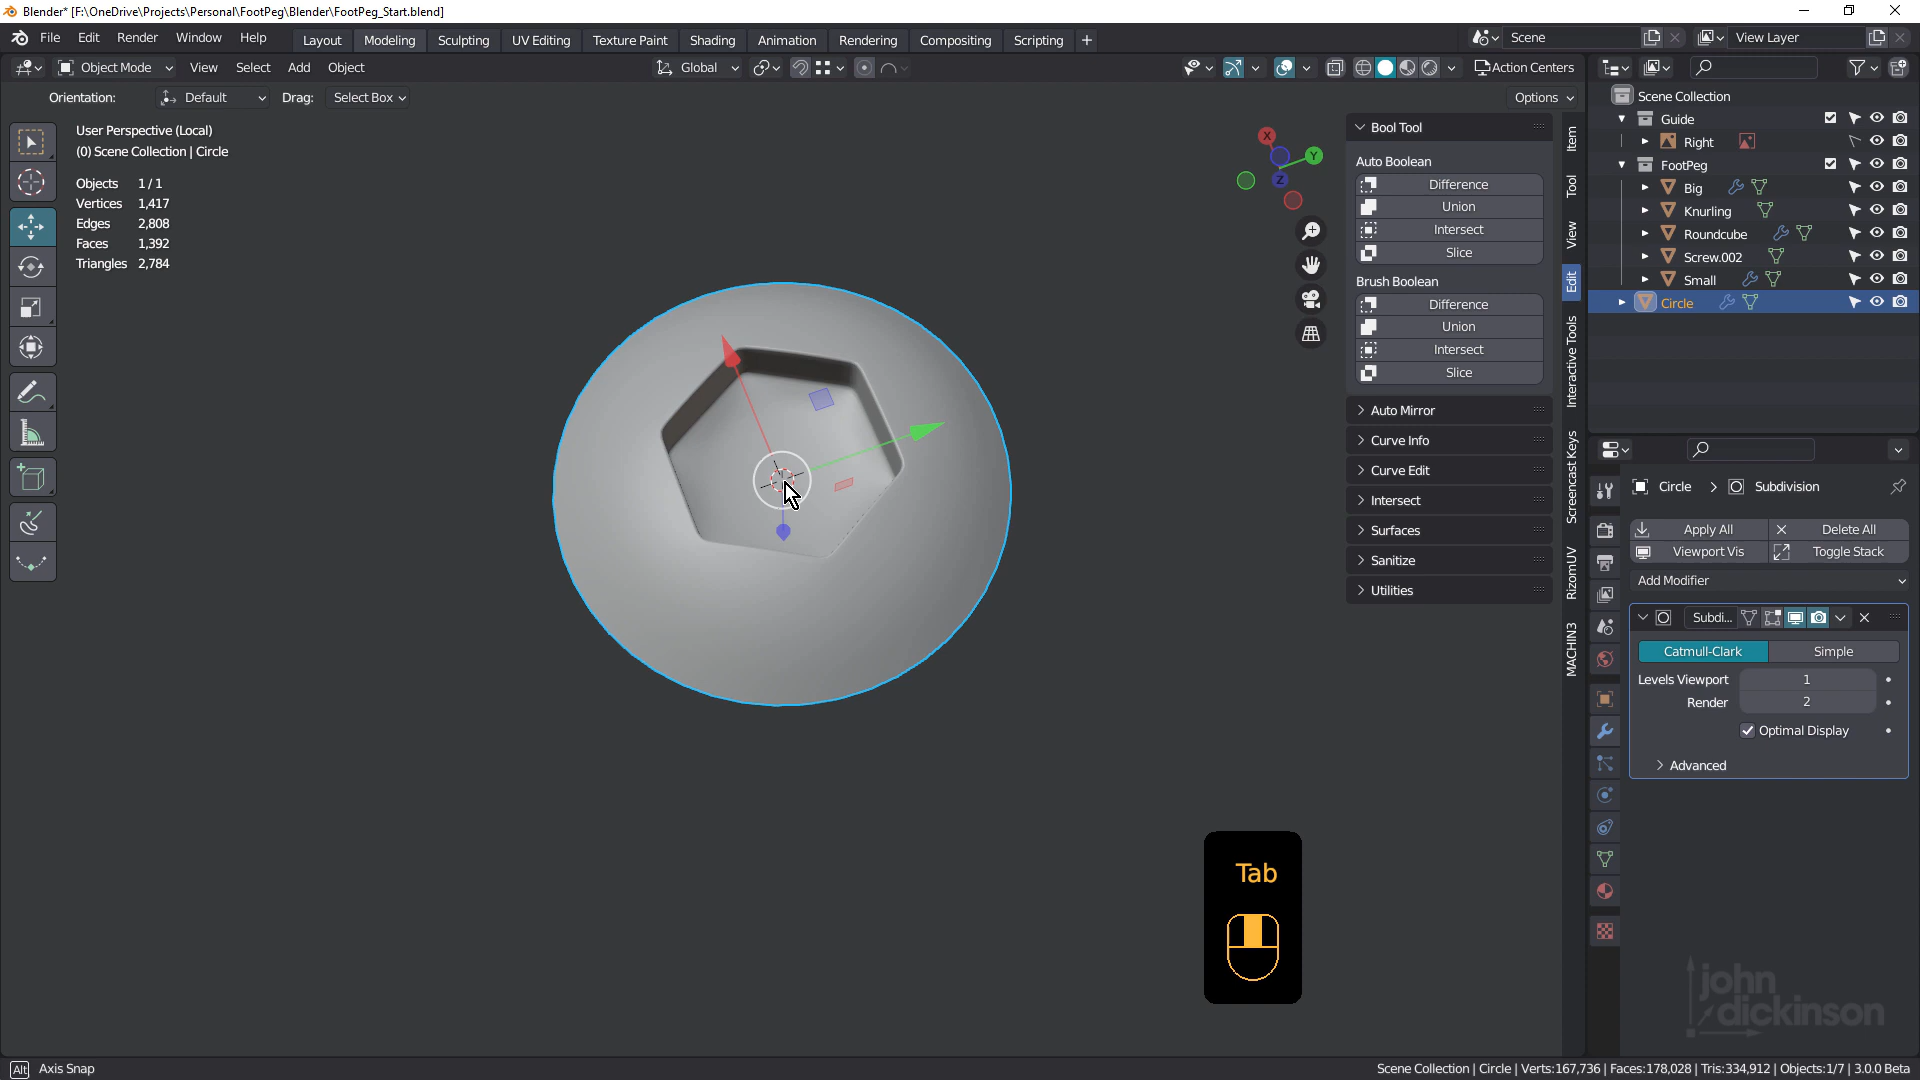 Blender* [F:\OneDrive\Projects\Personal\FootPeg\Blender\FootPeg_Start.blend]
File Edit Render Window Help Layout Modeling Sculpting UV Editing Texture Paint Shading Animation Rendering Compositing Scripting + Scene View Layer
Object Mode View Select Add Object Global Action Centers
Orientation: Default Drag: Select Box Options
User Perspective (Local)
(0) Scene Collection | Circle
Objects 1/1
Vertices 1,417
Edges 2,808
Faces 1,392
Triangles 2,784
X
Y
Z
Bool Tool
Auto Boolean
Difference
Union
Intersect
Slice
Brush Boolean
Difference
Union
Intersect
Slice
Auto Mirror
Curve Info
Curve Edit
Intersect
Surfaces
Sanitize
Utilities
Item
Tool
View
Edit
Interactive Tools
Screencast Keys
RizomUV
MACHIN3
Scene Collection
Guide
Right
FootPeg
Big
Knurling
Roundcube
Screw.002
Small
Circle
Circle > Subdivision
Apply All Delete All
Viewport Vis Toggle Stack
Add Modifier
Subdi...
Catmull-Clark Simple
Levels Viewport 1
Render 2
Optimal Display
Advanced
Tab
john
dickinson
Alt Axis Snap
Scene Collection | Circle | Verts:167,736 | Faces:178,028 | Tris:334,912 | Objects:1/7 | 3.0.0 Beta